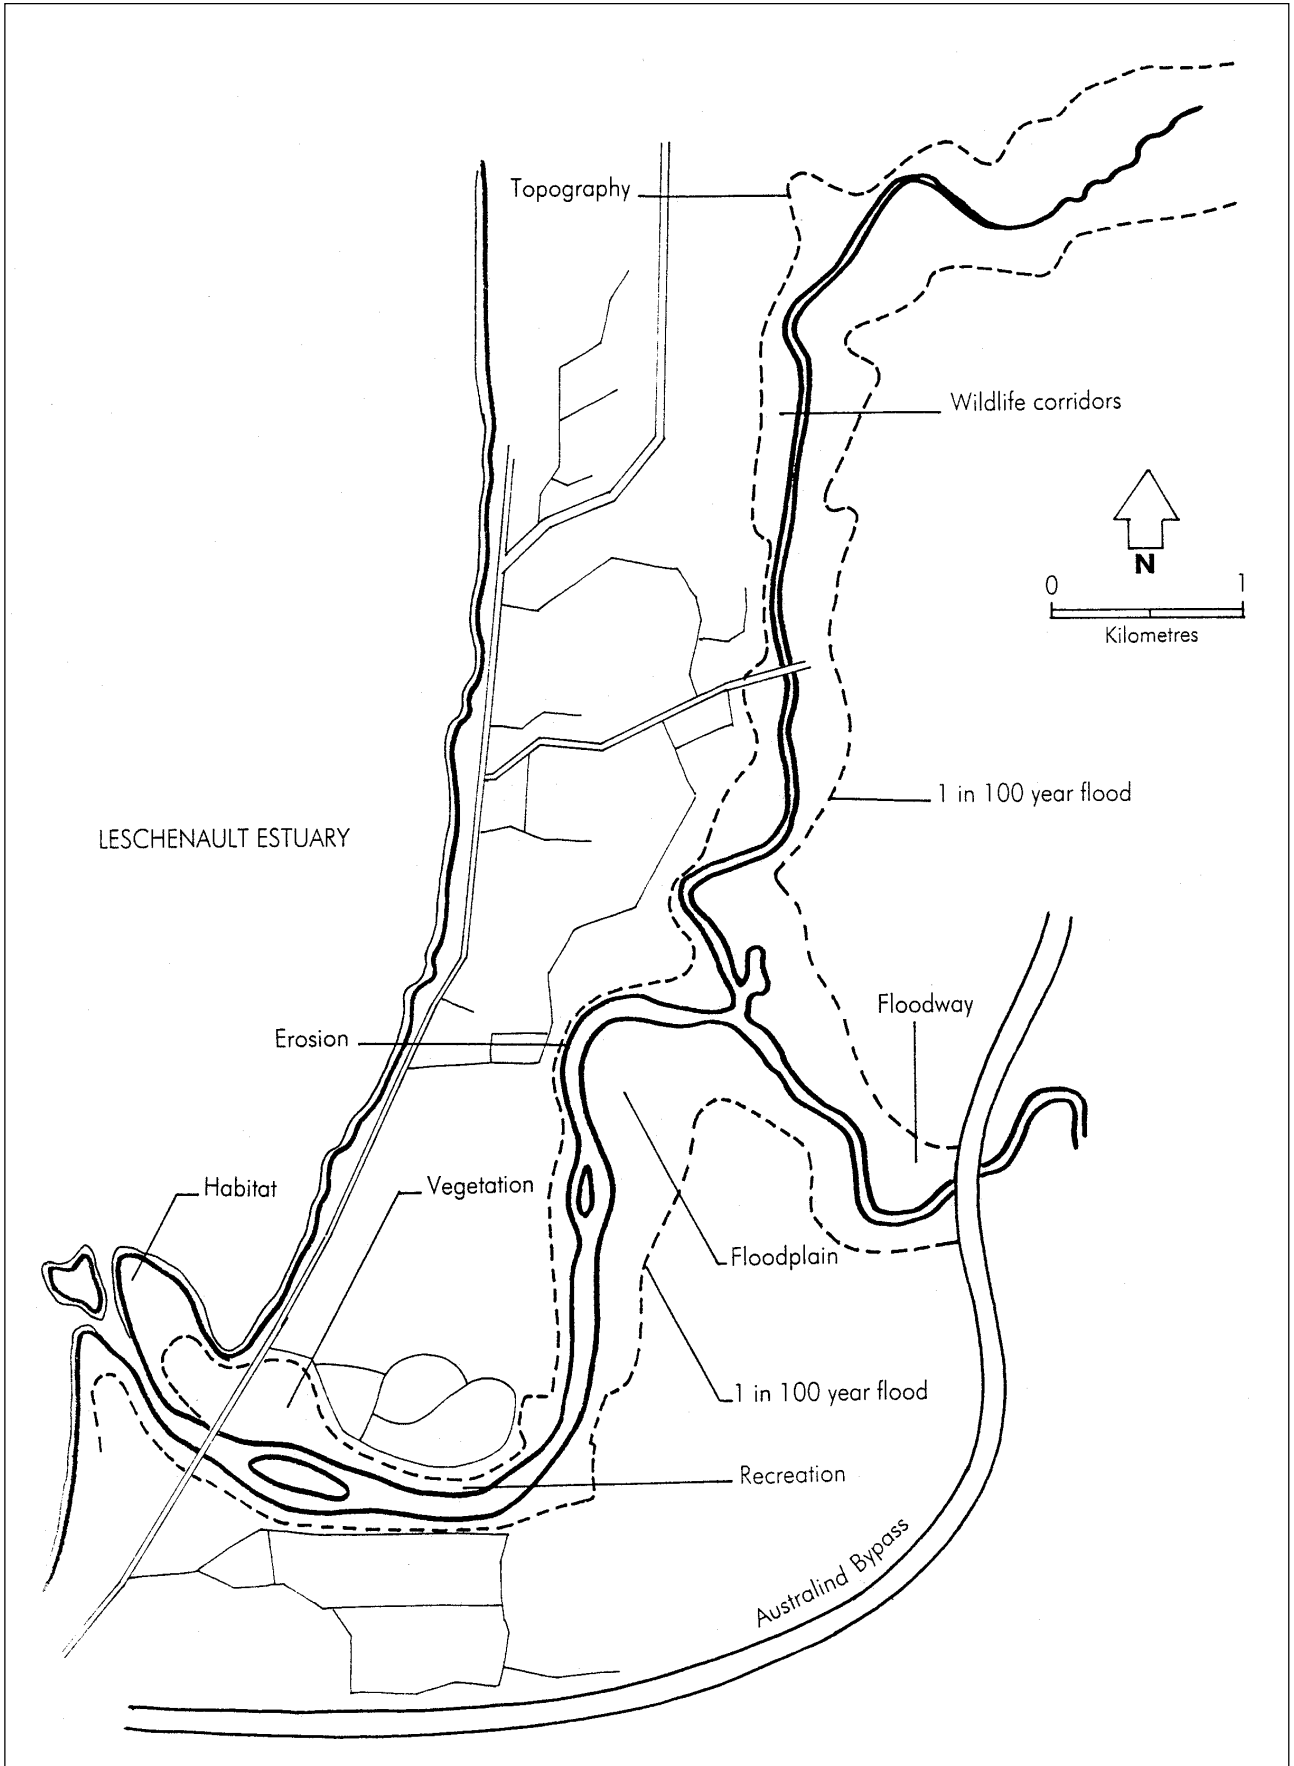 Topography
Wildlife corridors
N
0 1
Kilometres
1 in 100 year flood
LESCHENAULT ESTUARY
Floodway
Erosion
Habitat
Vegetation
Floodplain
1 in 100 year flood
Recreation
Australind Bypass